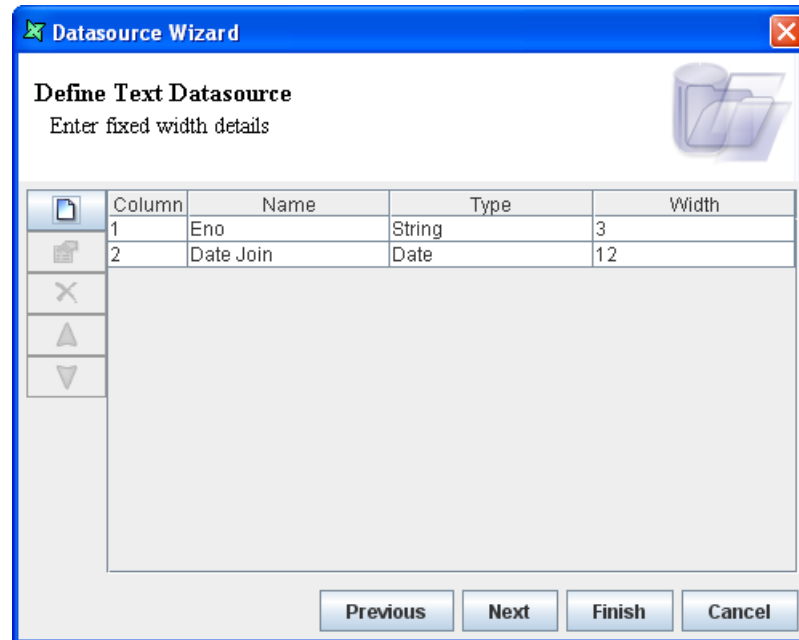 Datasource Wizard
Define Text Datasource
Enter fixed width details
Column Name Type Width
1 Eno String 3
2 Date Join Date 12
Previous Next Finish Cancel